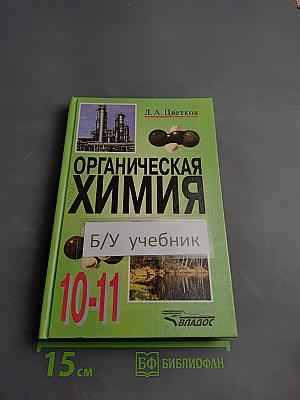 Л.А.Цветков
ОРГАНИЧЕСКАЯ
ХИМИЯ
Б/У учебник
10-11
ВЛАДОС
15 см
БФ БИБЛИОФАН